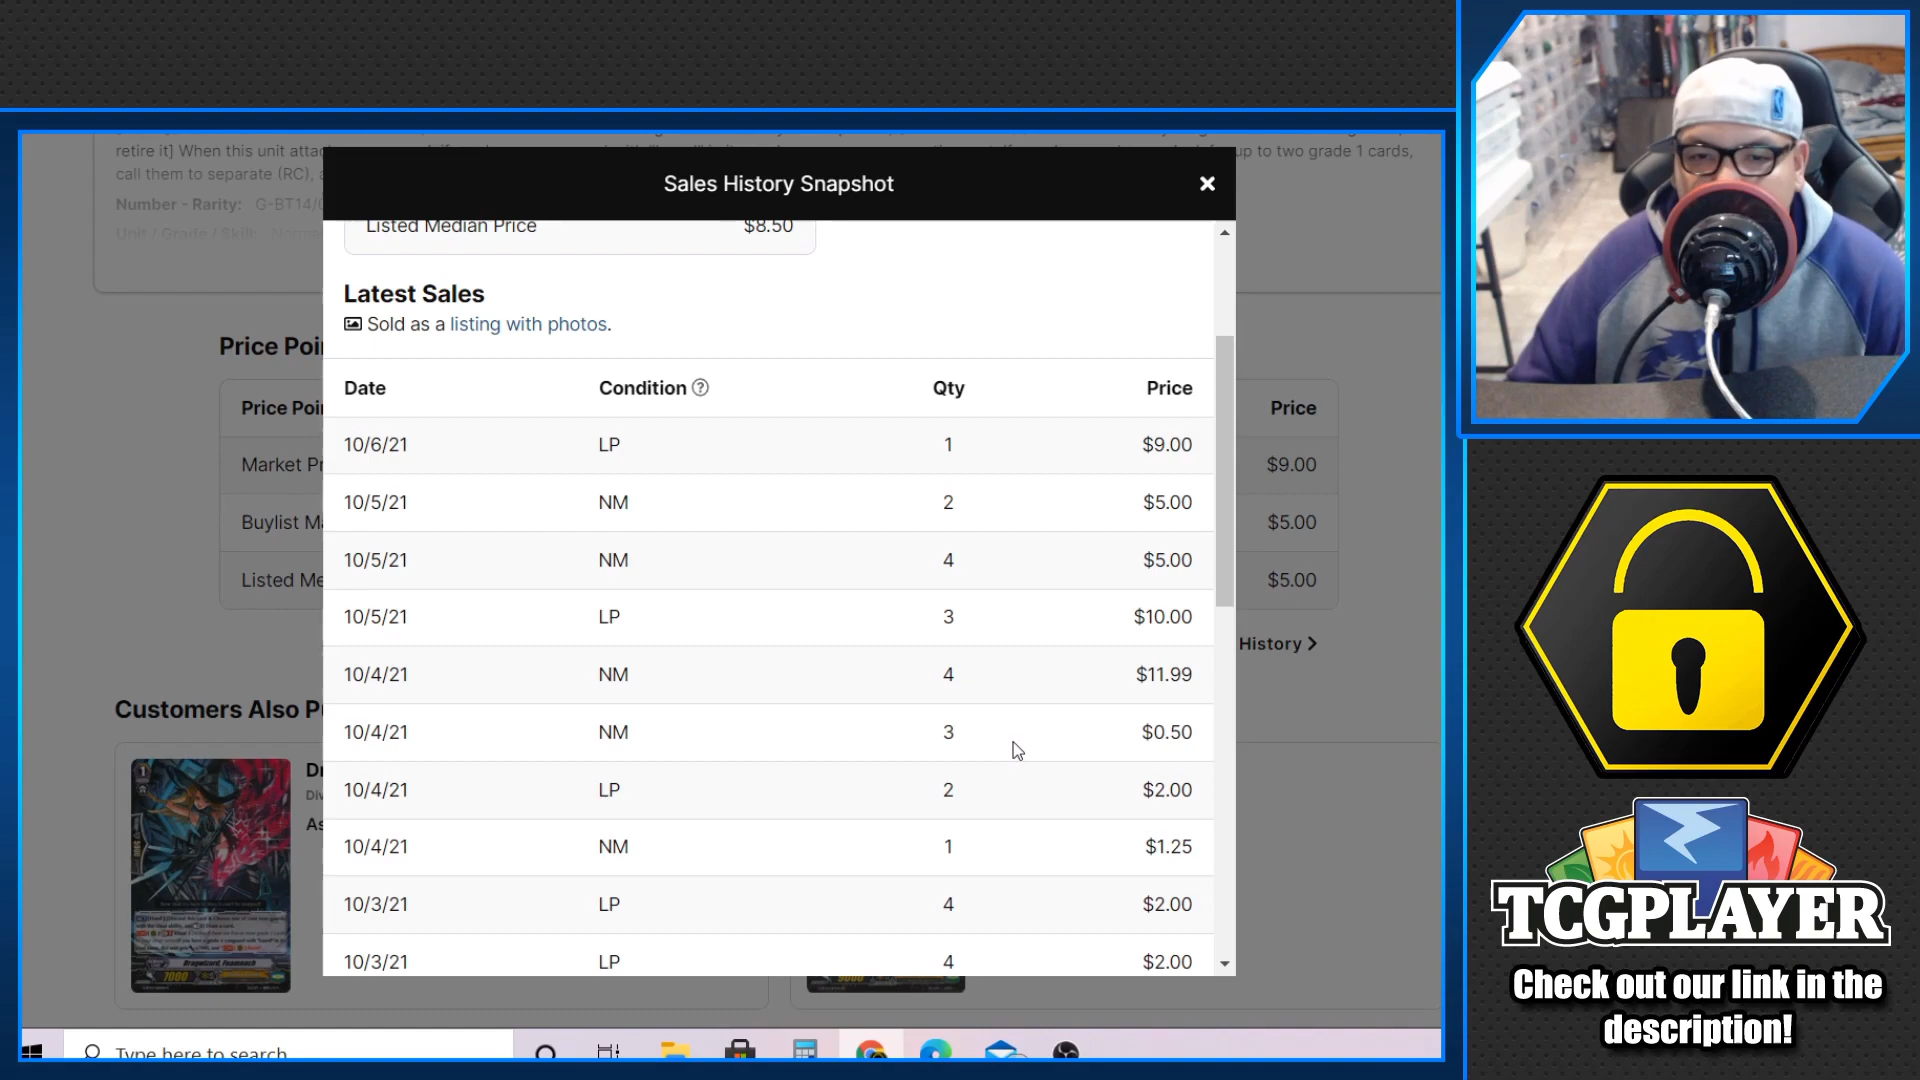 retire it] When this unit
up to two grade 1 cards,
call them to separate (RC),
Number - Rarity: G-BT14/
Sales History Snapshot
Listed Median Price $8.50
Latest Sales
Sold as a listing with photos.
Date Condition Qty Price
10/6/21 LP 1 $9.00
10/5/21 NM 2 $5.00
10/5/21 NM 4 $5.00
10/5/21 LP 3 $10.00
10/4/21 NM 4 $11.99
10/4/21 NM 3 $0.50
10/4/21 LP 2 $2.00
10/4/21 NM 1 $1.25
10/3/21 LP 4 $2.00
10/3/21 LP 4 $2.00
Price
Price
Market
Buylist
Listed
Price
$9.00
$5.00
$5.00
History
Customers Also
1
7000
Type here to search
TCGPLAYER
Check out our link in the
description!